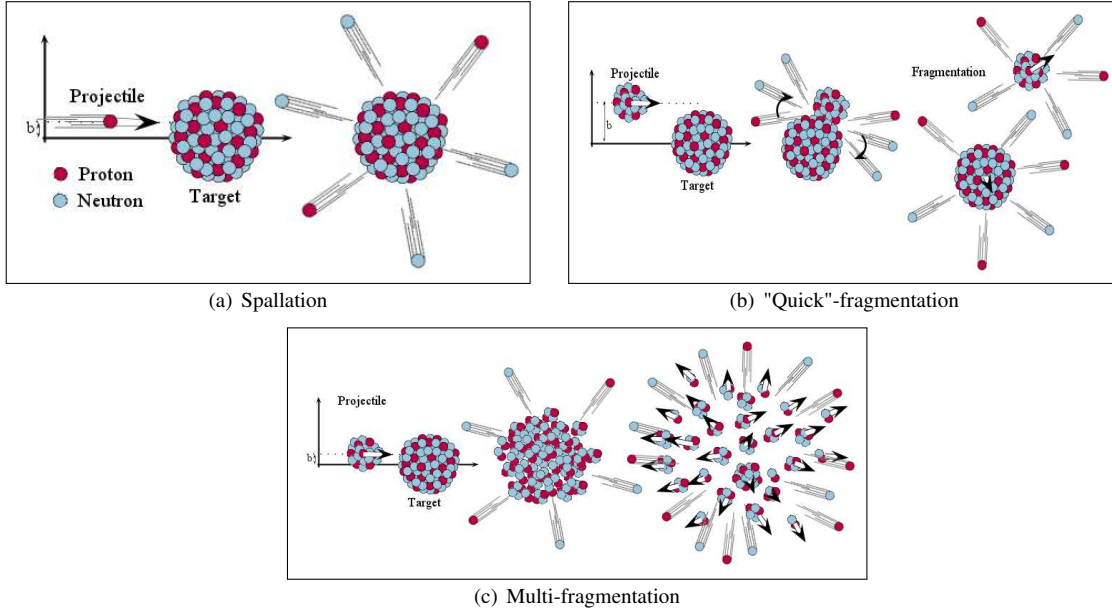 Projectile
b
Proton
Neutron
Target
(a) Spallation
Projectile
b
Target
Fragmentation
(b) "Quick"-fragmentation
Projectile
b
Target
(c) Multi-fragmentation